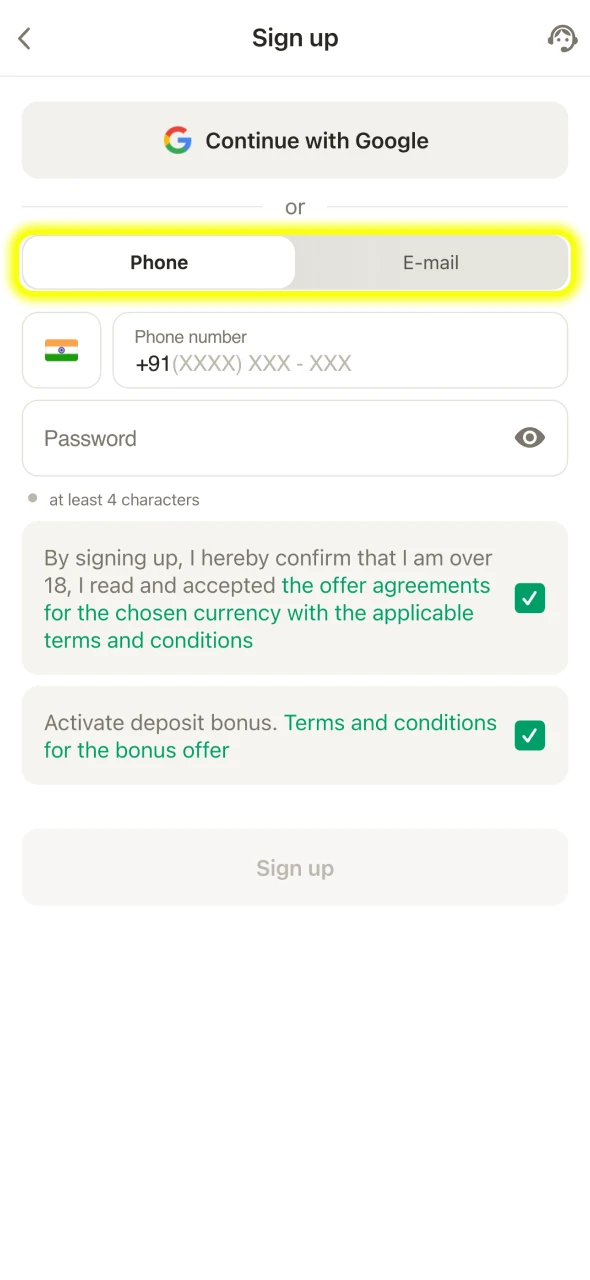 Sign up
Continue with Google
or
Phone
E-mail
Phone number
+91(XXXX) XXX - XXX
Password
at least 4 characters
By signing up, I hereby confirm that I am over
18, I read and accepted the offer agreements
for the chosen currency with the applicable
terms and conditions
Activate deposit bonus. Terms and conditions
for the bonus offer
Sign up